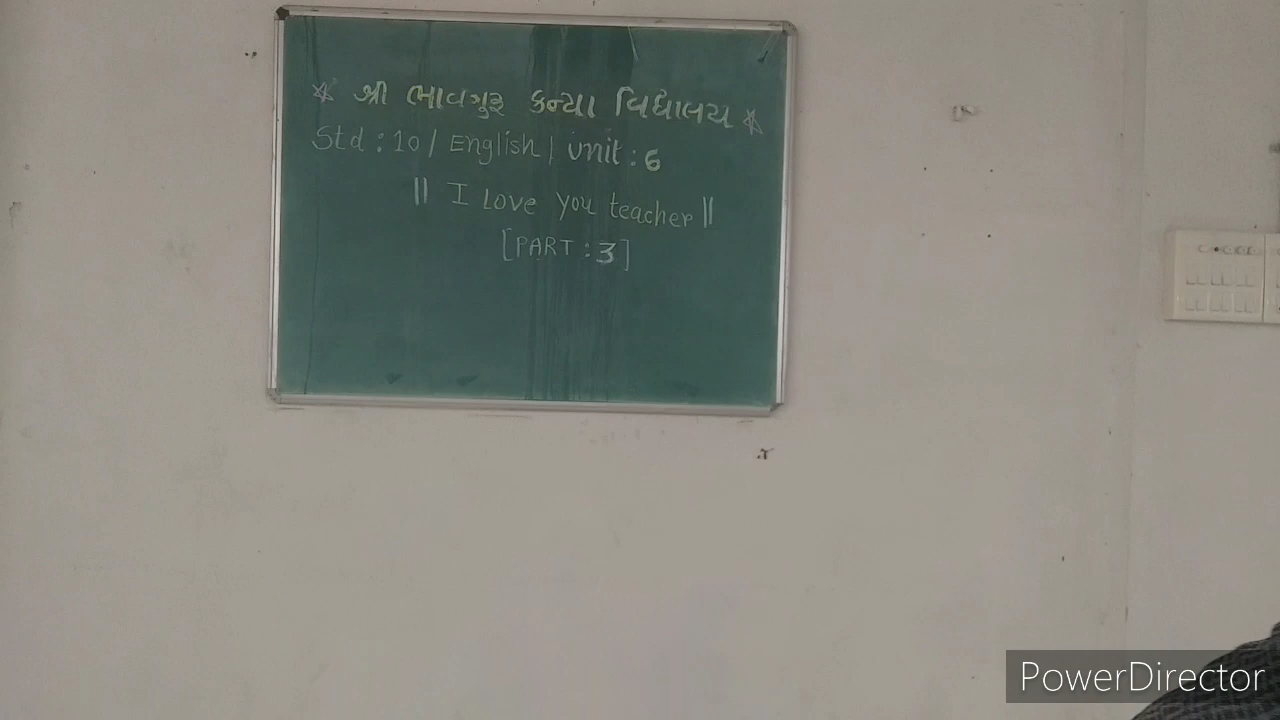 ☆ શ્રી ભાવગુરૂ કન્યા વિદ્યાલય ☆
Std : 10 / English / Unit : 6
|| I Love you teacher ||
[PART : 3]
PowerDirector